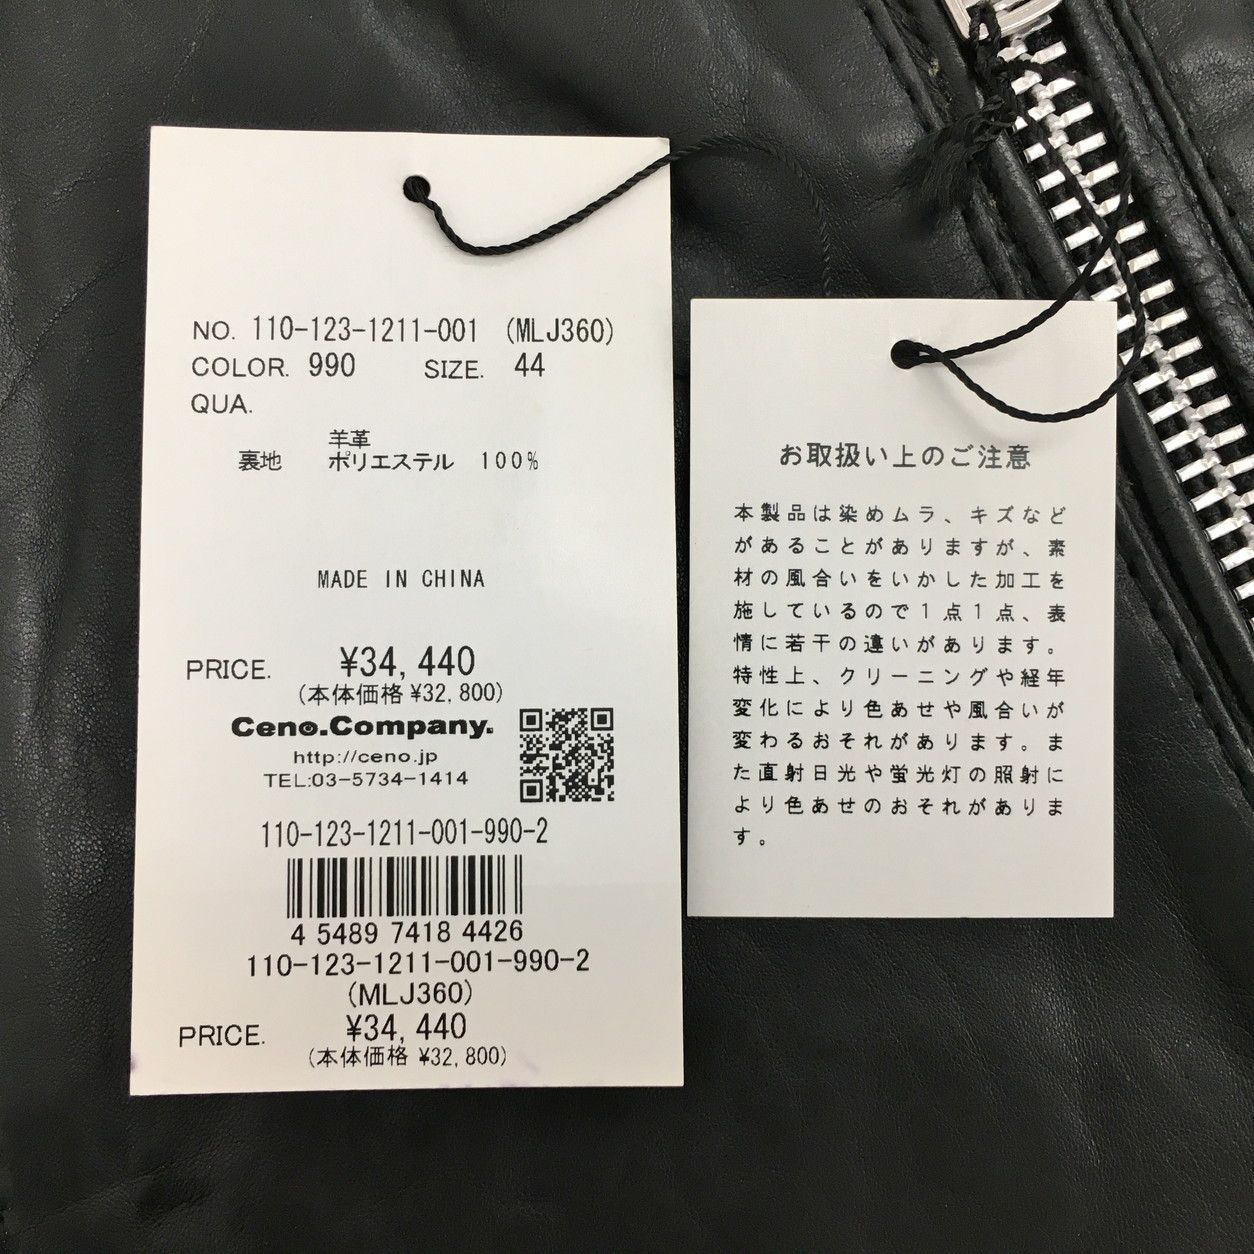 NO. 110-123-1211-001 (MLJ360)
COLOR. 990 SIZE. 44
QUA.
羊革
裏地 ポリエステル 100%
MADE IN CHINA
PRICE. ¥34,440
(本体価格 ¥32,800)
Ceno.Company.
http://ceno.jp
TEL:03-5734-1414
110-123-1211-001-990-2
4 5489 7418 4426
110-123-1211-001-990-2
(MLJ360)
PRICE. ¥34,440
(本体価格 ¥32,800)
お取扱い上のご注意
本製品は染めムラ、キズなど
があることがありますが、素
材の風合いをいかした加工を
施しているので1点1点、表
情に若干の違いがあります。
特性上、クリーニングや経年
変化により色あせや風合いが
変わるおそれがあります。ま
た直射日光や蛍光灯の照射に
より色あせのおそれがありま
す。